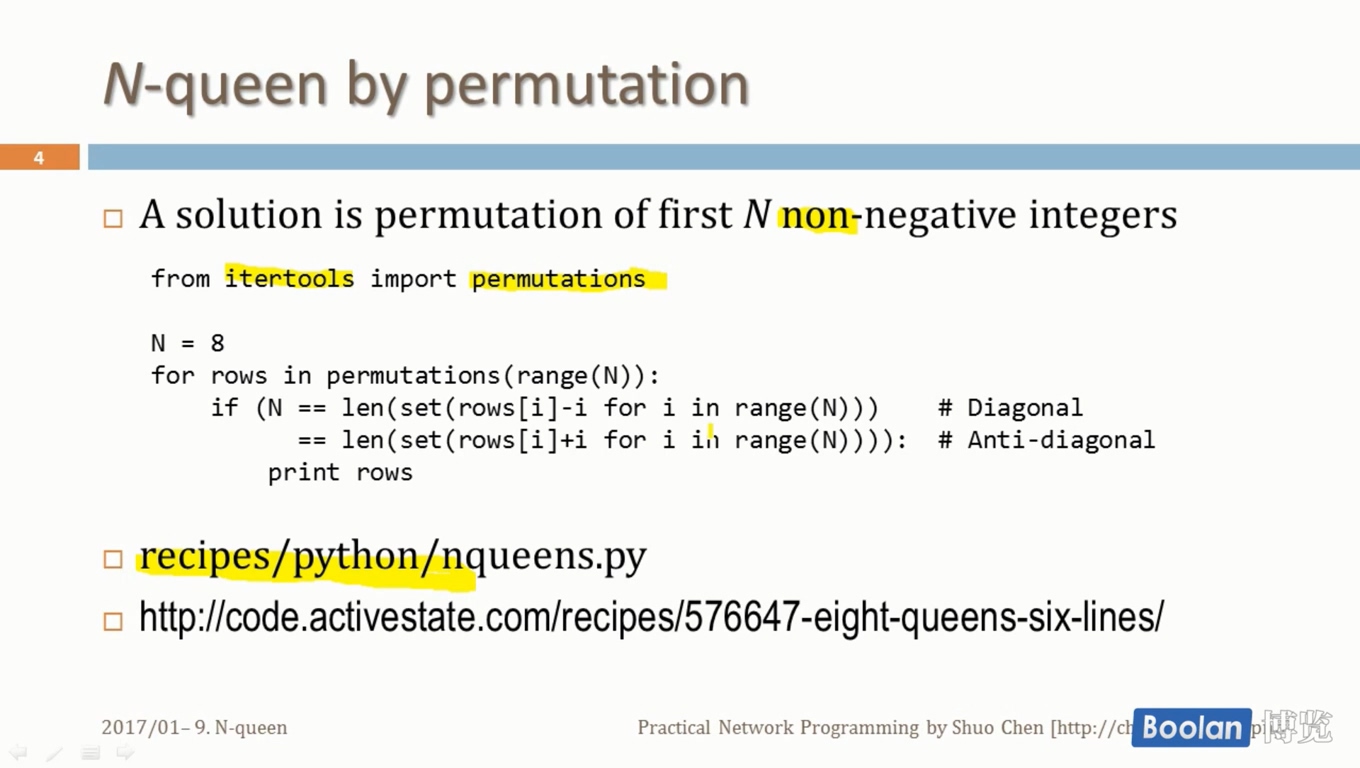 N-queen by permutation
4
A solution is permutation of first N non-negative integers
from itertools import permutations
N = 8
for rows in permutations(range(N)):
if (N == len(set(rows[i]-i for i in range(N))) # Diagonal
== len(set(rows[i]+i for i in range(N)))): # Anti-diagonal
print rows
recipes/python/nqueens.py
http://code.activestate.com/recipes/576647-eight-queens-six-lines/
2017/01– 9. N-queen
Practical Network Programming by Shuo Chen [http://ch
Boolan 博览